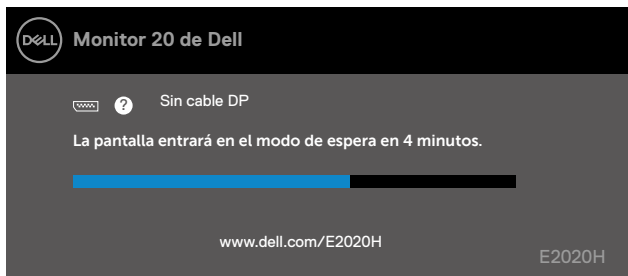 DELL Monitor 20 de Dell
? Sin cable DP
La pantalla entrará en el modo de espera en 4 minutos.
www.dell.com/E2020H
E2020H